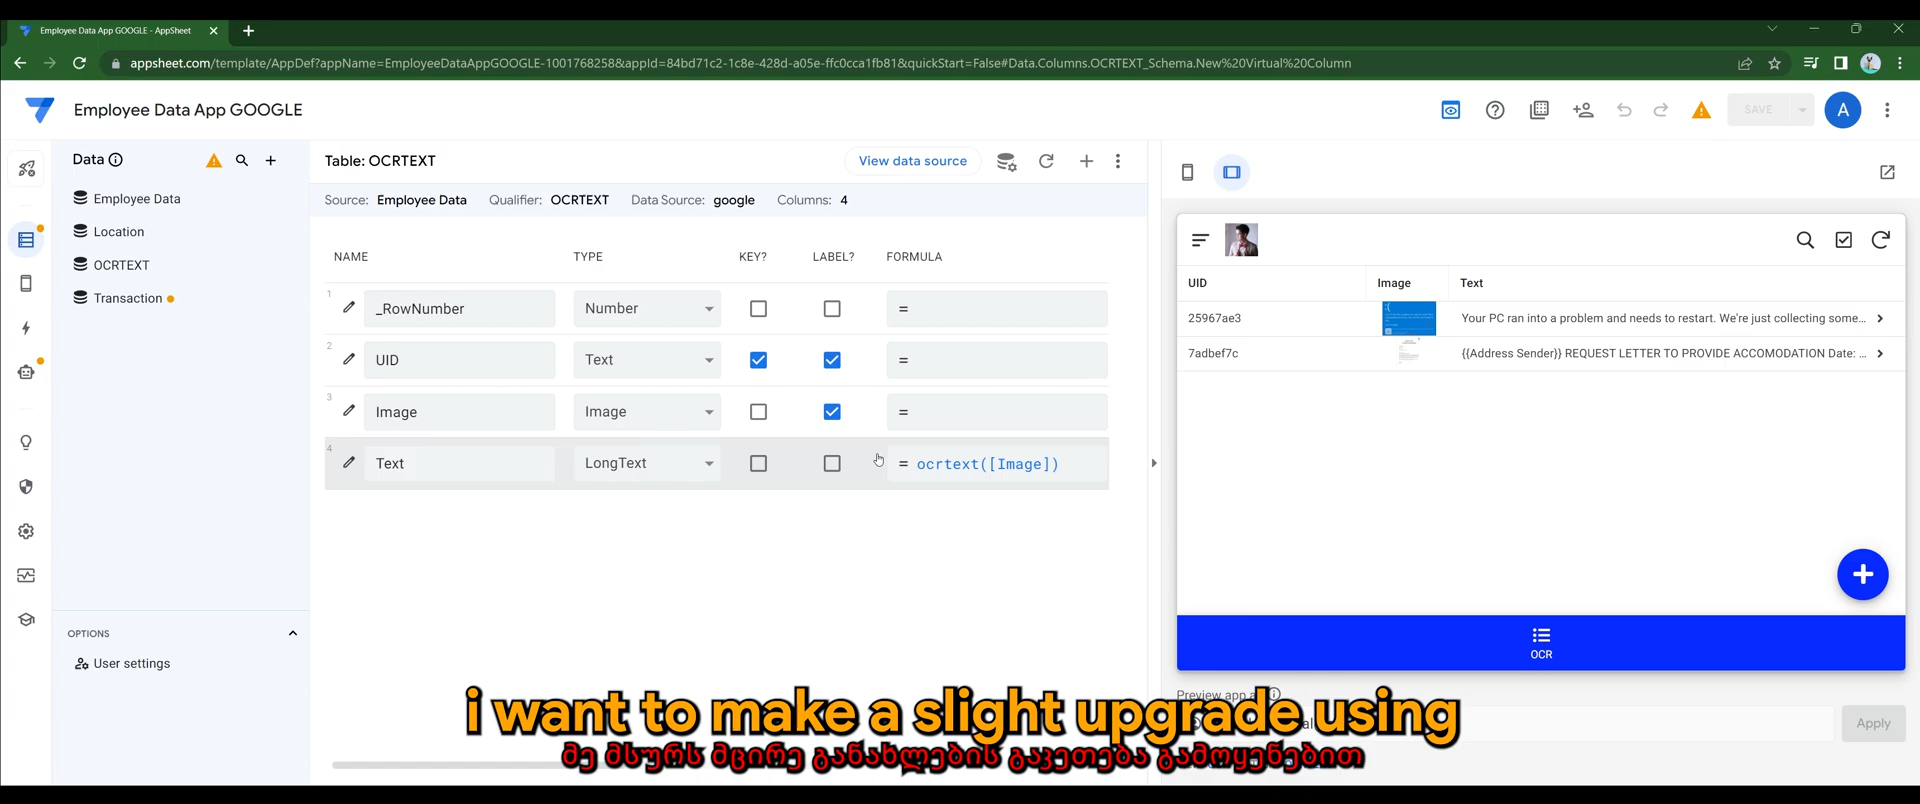 Employee Data App GOOGLE - AppSheet
appsheet.com/template/AppDef?appName=EmployeeDataAppGOOGLE-1001768258&appId=84bd71c2-1c8e-428d-a05e-ffc0cca1fb81&quickStart=False#Data.Columns.OCRTEXT_Schema.New%20Virtual%20Column
Employee Data App GOOGLE
SAVE
A
Data
Employee Data
Location
OCRTEXT
Transaction
OPTIONS
User settings
Table: OCRTEXT
View data source
Source: Employee Data Qualifier: OCRTEXT Data Source: google Columns: 4
NAME TYPE KEY? LABEL? FORMULA
1 _RowNumber Number =
2 UID Text =
3 Image Image =
4 Text LongText = ocrtext([Image])
UID Image Text
25967ae3 Your PC ran into a problem and needs to restart. We're just collecting some...
7adbef7c {{Address Sender}} REQUEST LETTER TO PROVIDE ACCOMODATION Date: ...
OCR
Preview app a
Apply
i want to make a slight upgrade using
მე მსურს მცირე განახლების გაკეთება გამოყენებით